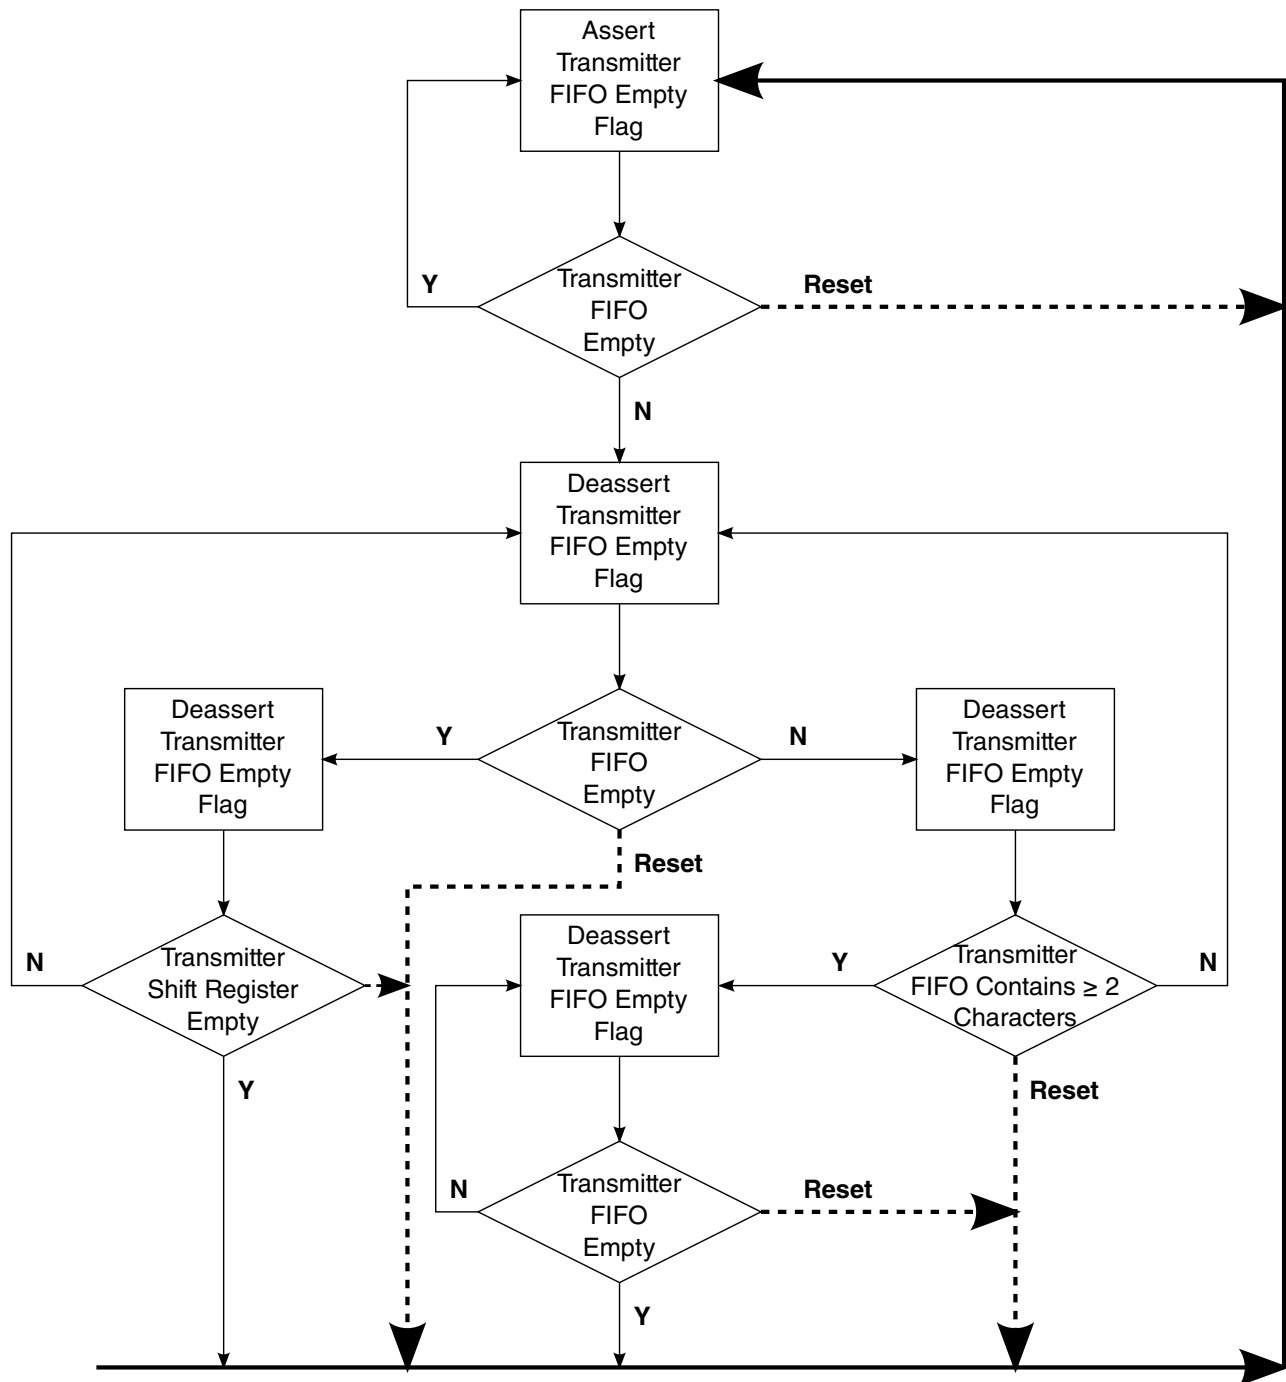 Assert
Transmitter
FIFO Empty
Flag
Transmitter
FIFO
Empty
Y
Reset
N
Deassert
Transmitter
FIFO Empty
Flag
Deassert
Transmitter
FIFO Empty
Flag
Y
Transmitter
FIFO
Empty
N
Deassert
Transmitter
FIFO Empty
Flag
Reset
N
Transmitter
Shift Register
Empty
Y
Deassert
Transmitter
FIFO Empty
Flag
Y
Transmitter
FIFO Contains ≥ 2
Characters
N
Reset
N
Transmitter
FIFO
Empty
Reset
Y